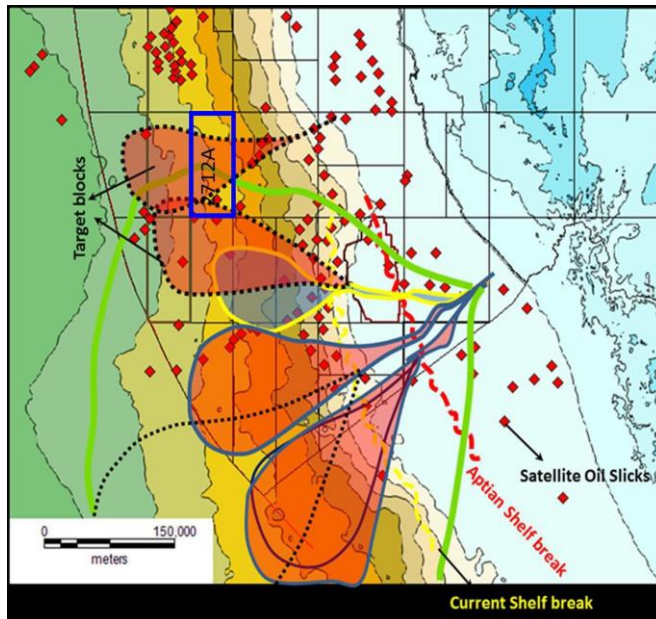 2712A
Target blocks
Satellite Oil Slicks
Aptian Shelf break
0 150,000
meters
Current Shelf break